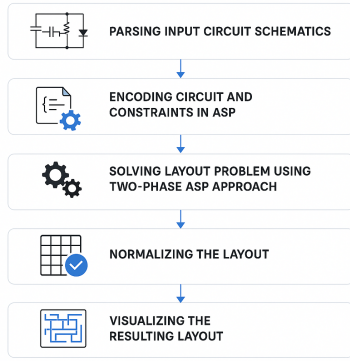 PARSING INPUT CIRCUIT SCHEMATICS
ENCODING CIRCUIT AND
CONSTRAINTS IN ASP
SOLVING LAYOUT PROBLEM USING
TWO-PHASE ASP APPROACH
NORMALIZING THE LAYOUT
VISUALIZING THE
RESULTING LAYOUT